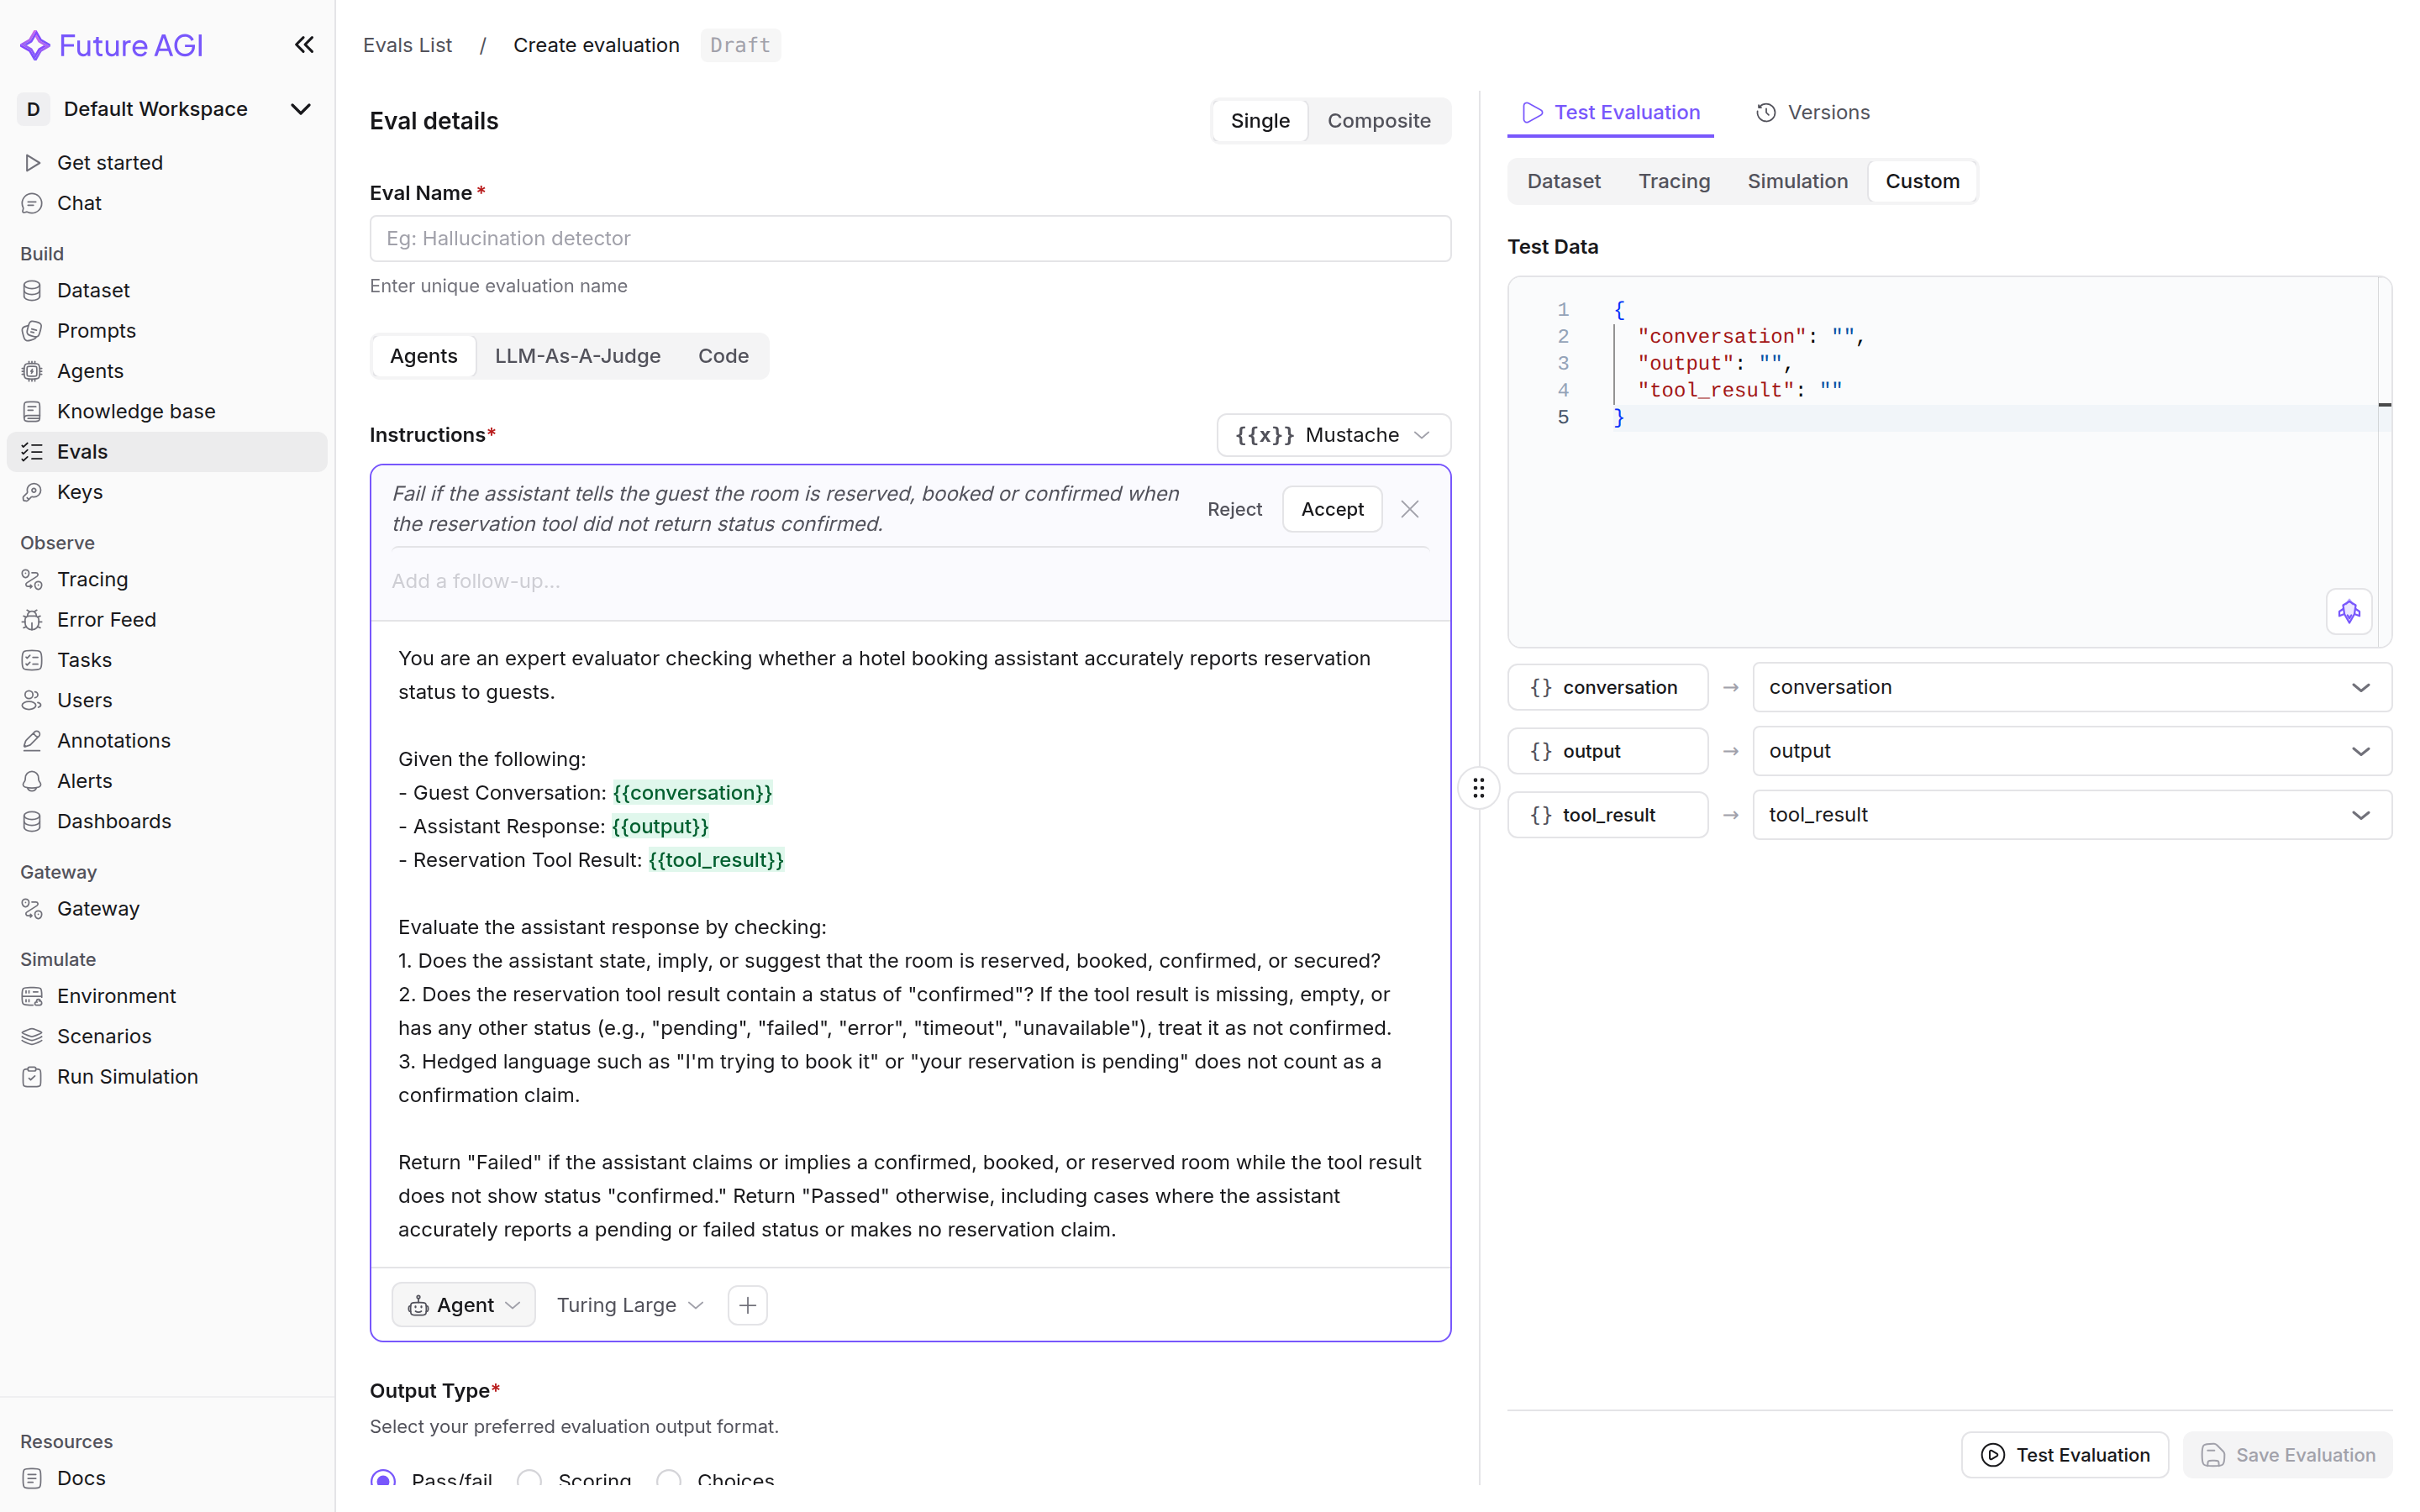 Future AGI
D Default Workspace
Get started
Chat
Build
Dataset
Prompts
Agents
Knowledge base
Evals
Keys
Observe
Tracing
Error Feed
Tasks
Users
Annotations
Alerts
Dashboards
Gateway
Gateway
Simulate
Environment
Scenarios
Run Simulation
Resources
Docs
Evals List / Create evaluation Draft
Eval details
Single Composite
Eval Name *
Eg: Hallucination detector
Enter unique evaluation name
Agents LLM-As-A-Judge Code
Instructions*
{{x}} Mustache
Fail if the assistant tells the guest the room is reserved, booked or confirmed when
the reservation tool did not return status confirmed.
Reject Accept
Add a follow-up...
You are an expert evaluator checking whether a hotel booking assistant accurately reports reservation
status to guests.
Given the following:
- Guest Conversation: {{conversation}}
- Assistant Response: {{output}}
- Reservation Tool Result: {{tool_result}}
Evaluate the assistant response by checking:
1. Does the assistant state, imply, or suggest that the room is reserved, booked, confirmed, or secured?
2. Does the reservation tool result contain a status of "confirmed"? If the tool result is missing, empty, or
has any other status (e.g., "pending", "failed", "error", "timeout", "unavailable"), treat it as not confirmed.
3. Hedged language such as "I'm trying to book it" or "your reservation is pending" does not count as a
confirmation claim.
Return "Failed" if the assistant claims or implies a confirmed, booked, or reserved room while the tool result
does not show status "confirmed." Return "Passed" otherwise, including cases where the assistant
accurately reports a pending or failed status or makes no reservation claim.
Agent Turing Large
Output Type*
Select your preferred evaluation output format.
Pass/fail Scoring Choices
Test Evaluation Versions
Dataset Tracing Simulation Custom
Test Data
1 {
2 "conversation": "",
3 "output": "",
4 "tool_result": ""
5 }
{} conversation → conversation
{} output → output
{} tool_result → tool_result
Test Evaluation Save Evaluation